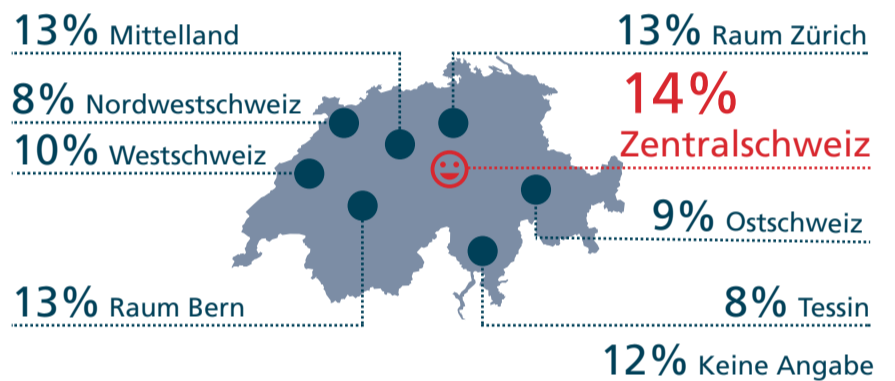 13% Mittelland
13% Raum Zürich
8% Nordwestschweiz
14%
Zentralschweiz
10% Westschweiz
9% Ostschweiz
13% Raum Bern
8% Tessin
12% Keine Angabe